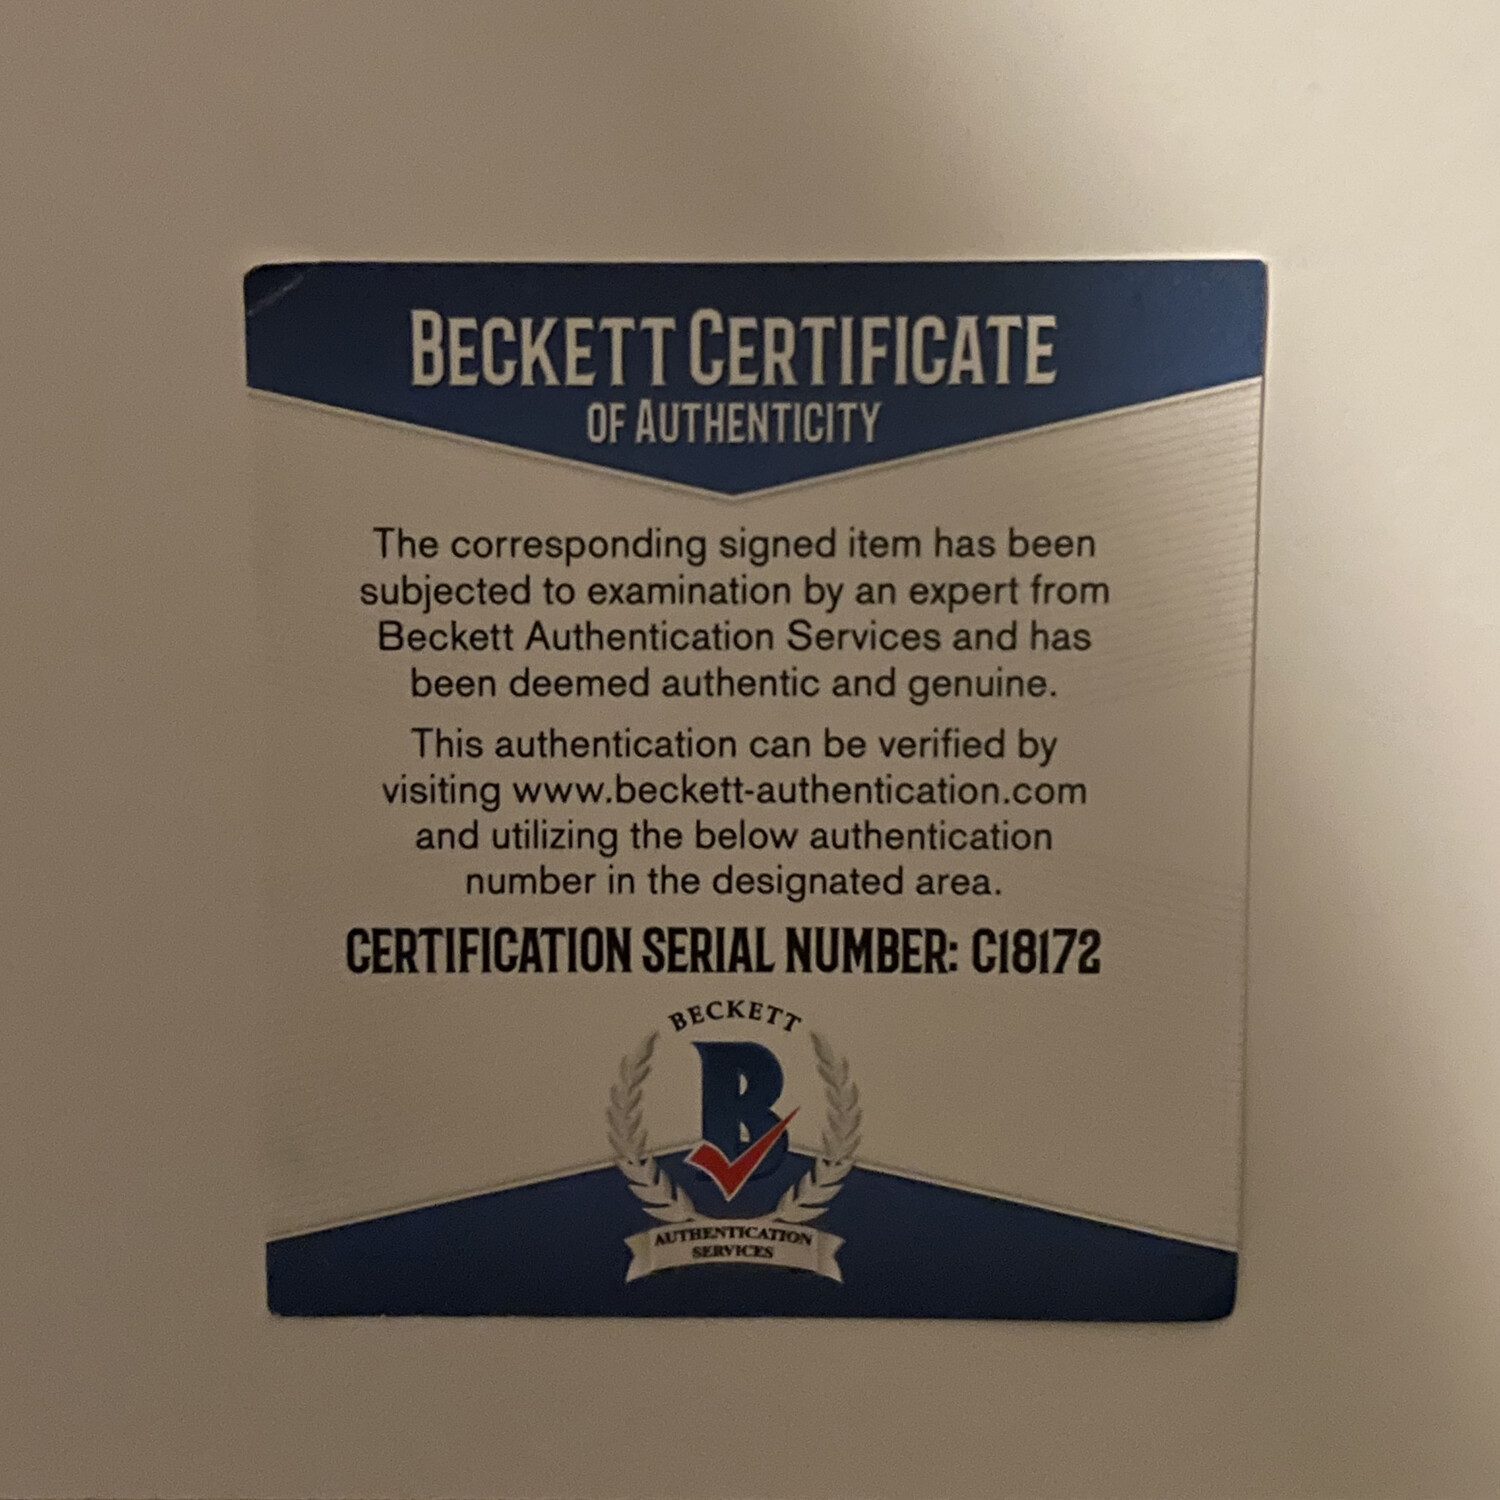 BECKETT CERTIFICATE
OF AUTHENTICITY
The corresponding signed item has been
subjected to examination by an expert from
Beckett Authentication Services and has
been deemed authentic and genuine.
This authentication can be verified by
visiting www.beckett-authentication.com
and utilizing the below authentication
number in the designated area.
CERTIFICATION SERIAL NUMBER: C18172
BECKETT
B
AUTHENTICATION
SERVICES